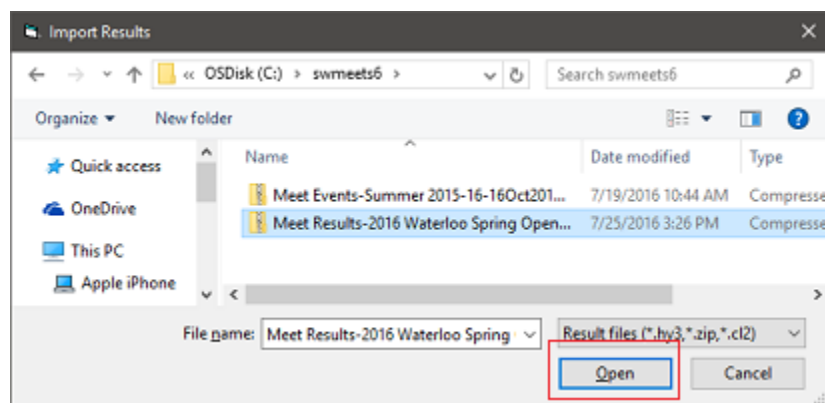 Import Results
« OSDisk (C:) > swmeets6 >
Search swmeets6
Organize
New folder
Name
Date modified
Type
Quick access
OneDrive
This PC
Apple iPhone
Meet Events-Summer 2015-16-16Oct201... 7/19/2016 10:44 AM Compresse
Meet Results-2016 Waterloo Spring Open... 7/25/2016 3:26 PM Compresse
File name: Meet Results-2016 Waterloo Spring
Result files (*.hy3,*.zip,*.cl2)
Open
Cancel